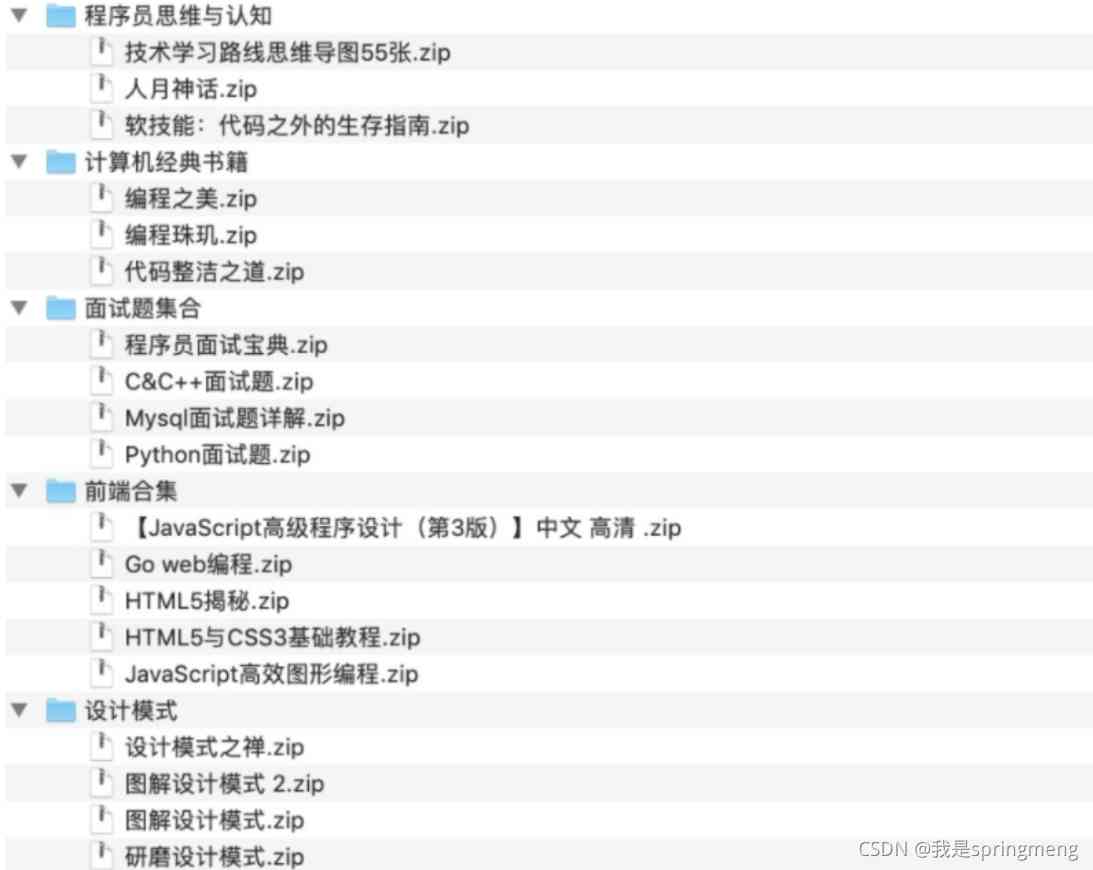 程序员思维与认知
技术学习路线思维导图55张.zip
人月神话.zip
软技能：代码之外的生存指南.zip
计算机经典书籍
编程之美.zip
编程珠玑.zip
代码整洁之道.zip
面试题集合
程序员面试宝典.zip
C&C++面试题.zip
Mysql面试题详解.zip
Python面试题.zip
前端合集
【JavaScript高级程序设计（第3版）】中文 高清 .zip
Go web编程.zip
HTML5揭秘.zip
HTML5与CSS3基础教程.zip
JavaScript高效图形编程.zip
设计模式
设计模式之禅.zip
图解设计模式 2.zip
图解设计模式.zip
研磨设计模式.zip
CSDN @我是springmeng